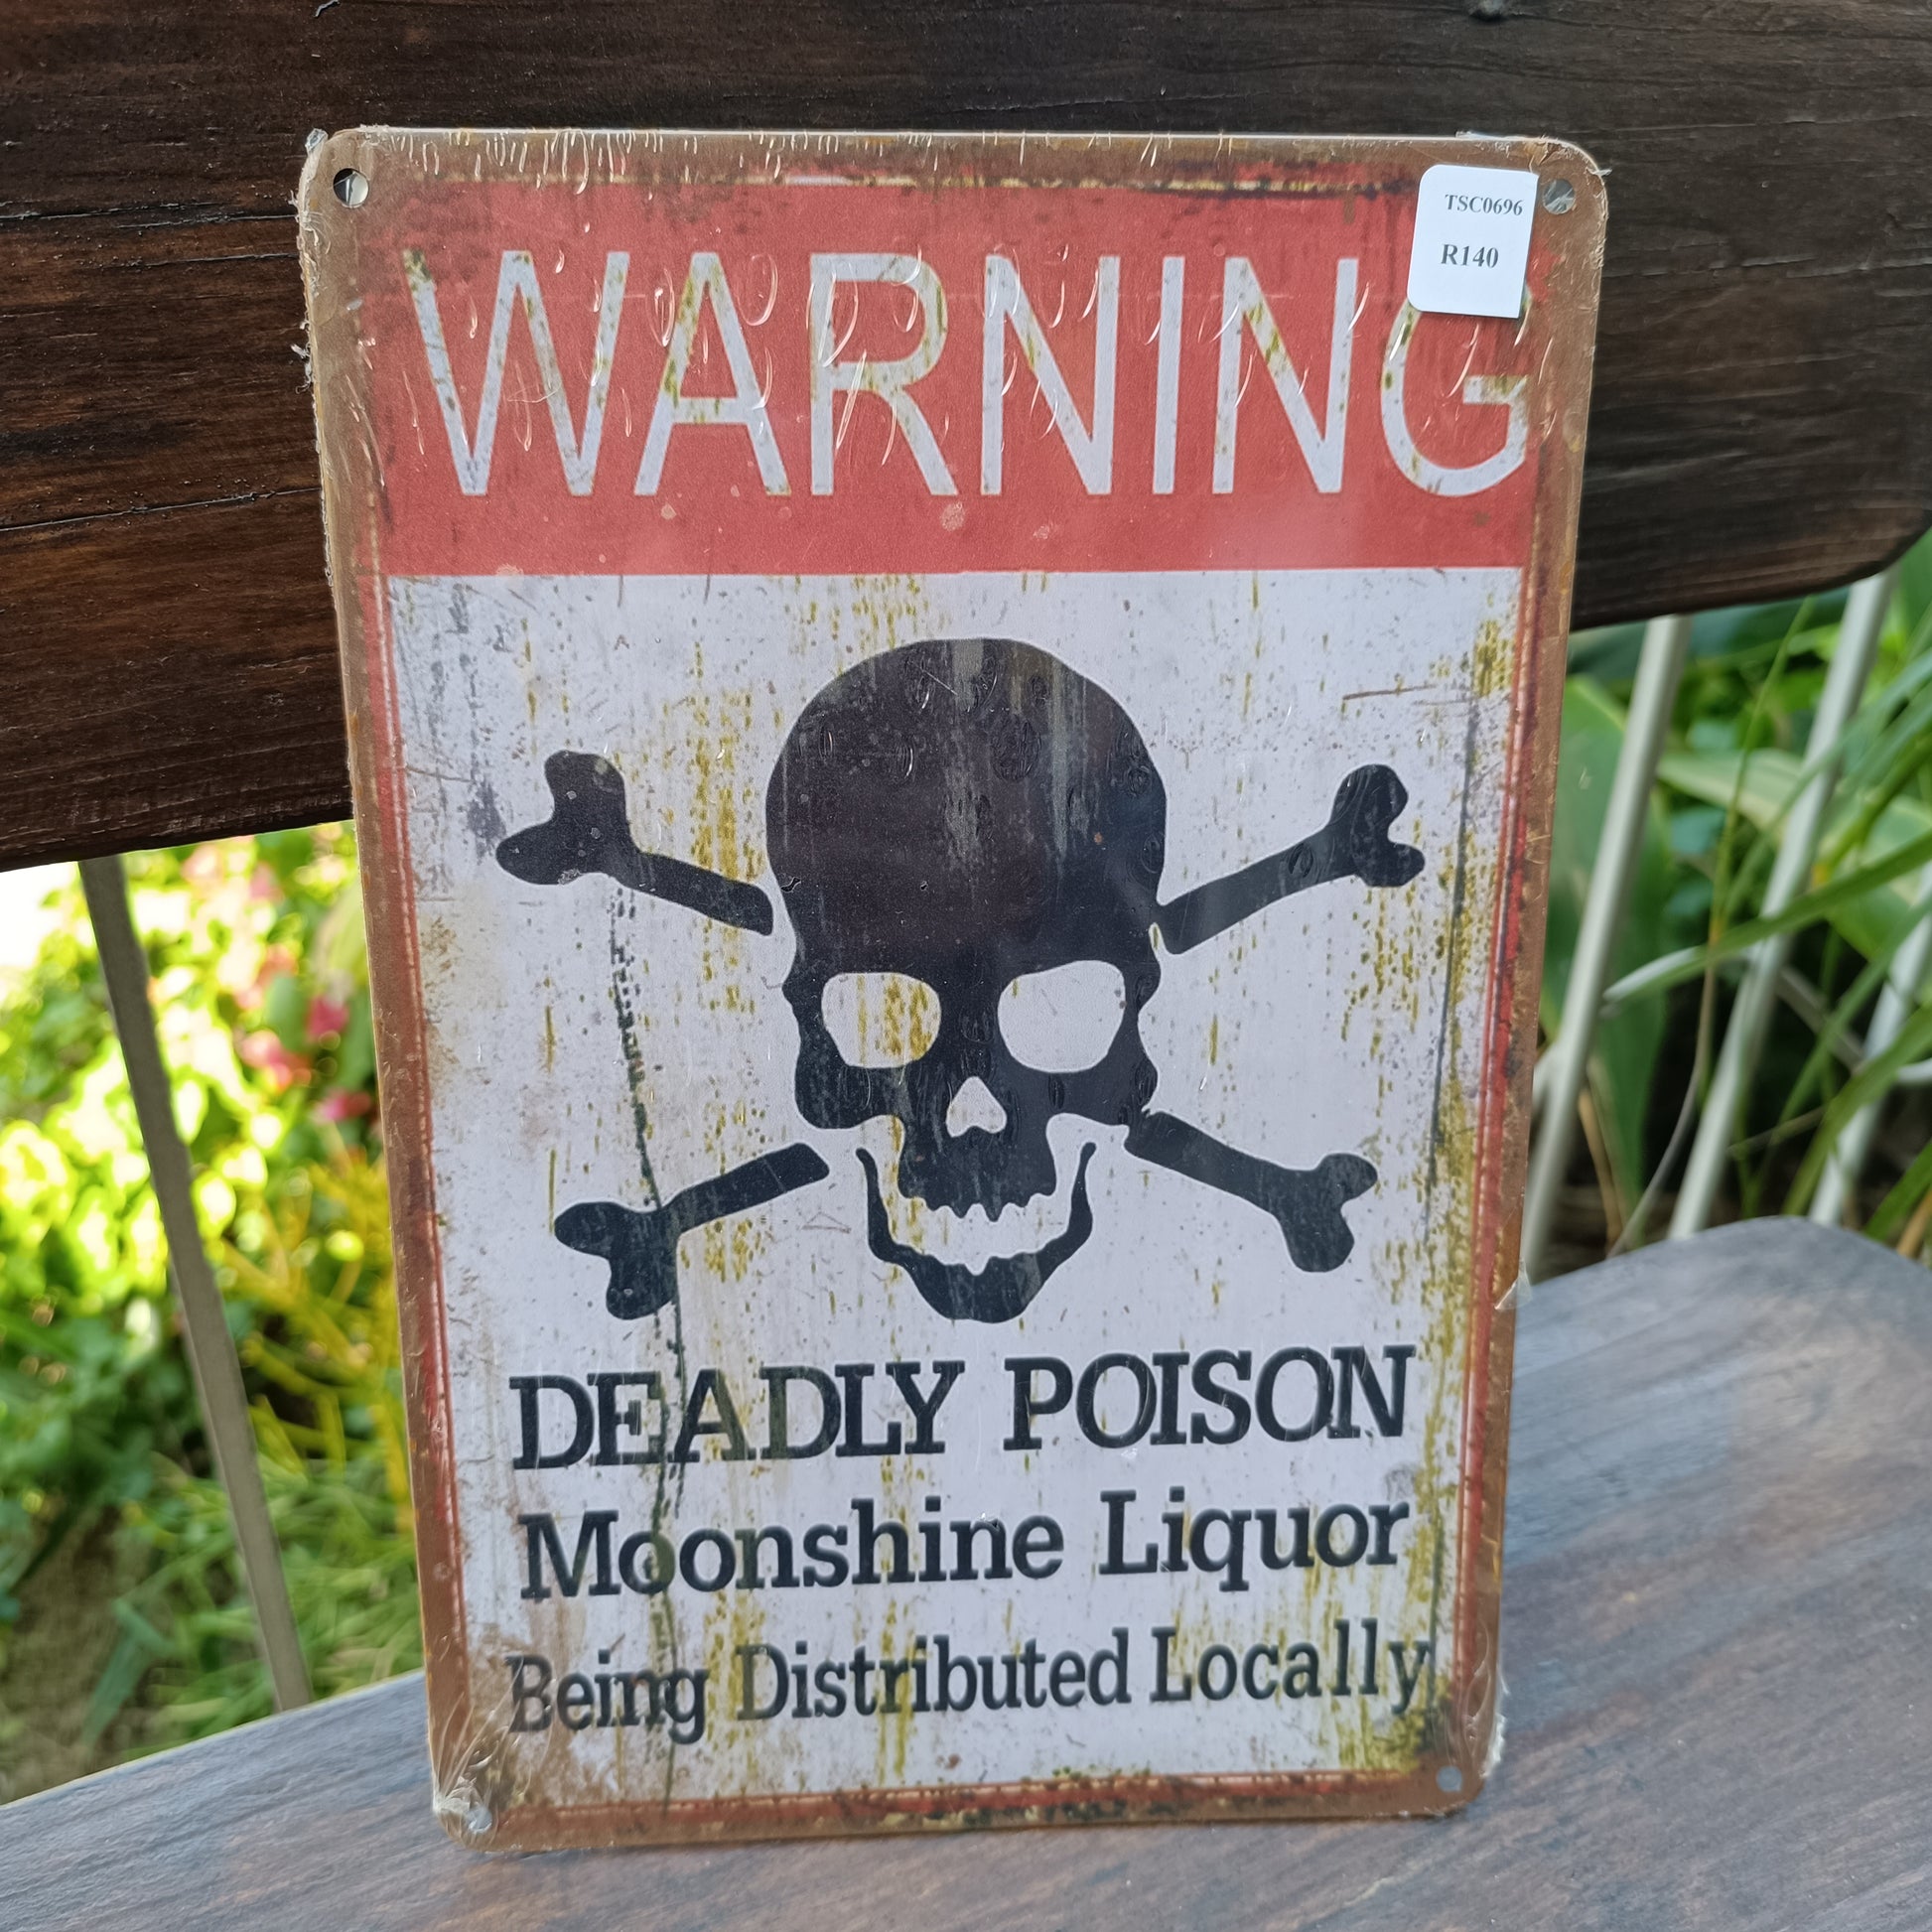 TSC0696
R140
WARNING
DEADLY POISON
Moonshine Liquor
Being Distributed Locally